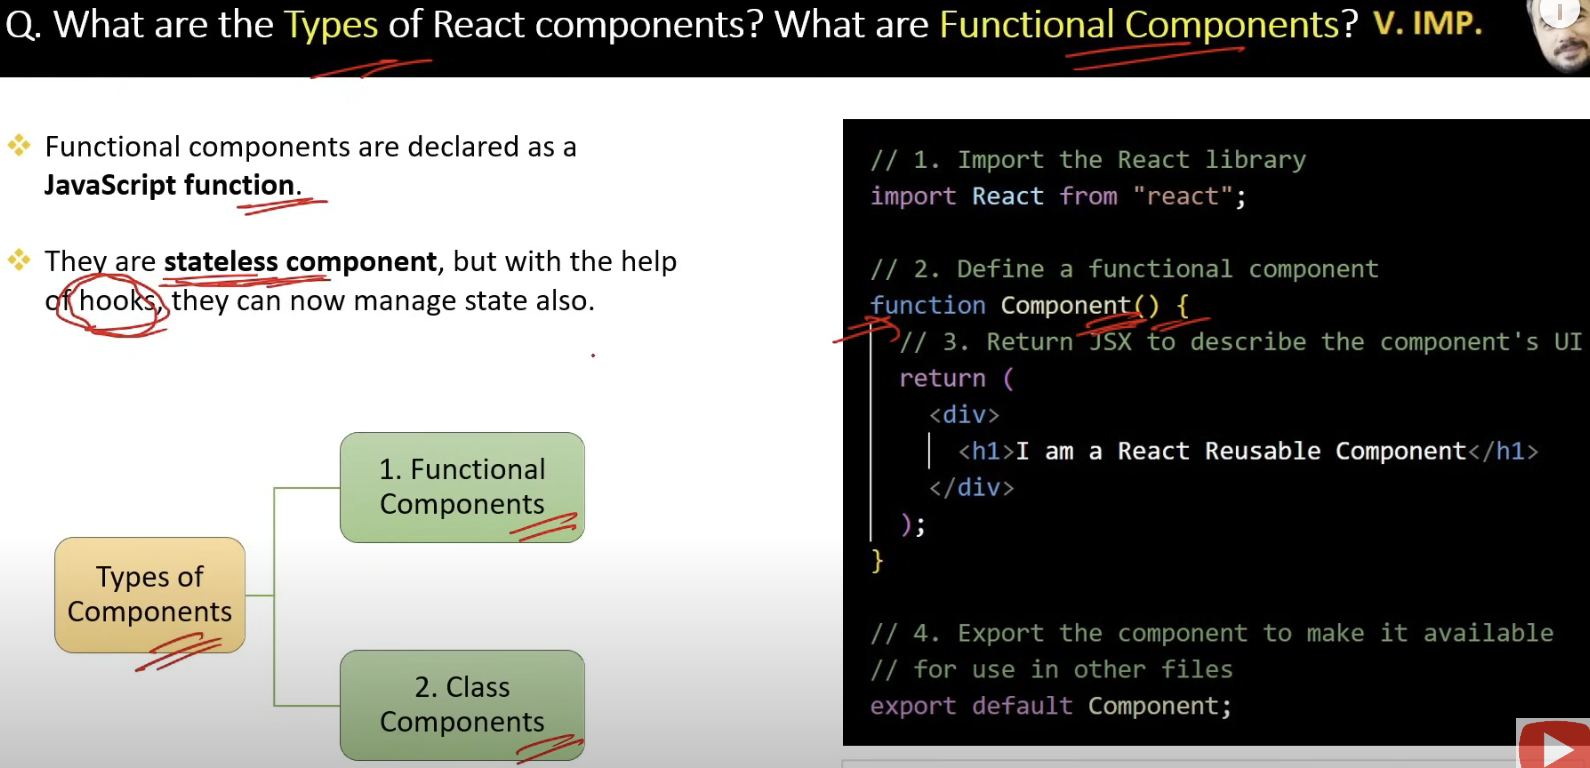 Q. What are the Types of React components? What are Functional Components? V. IMP.
Functional components are declared as a
JavaScript function.
They are stateless component, but with the help
of hooks, they can now manage state also.
1. Functional
Components
Types of
Components
2. Class
Components
// 1. Import the React library
import React from "react";
// 2. Define a functional component
function Component() {
// 3. Return JSX to describe the component's UI
return (
<div>
<h1>I am a React Reusable Component</h1>
</div>
);
}
// 4. Export the component to make it available
// for use in other files
export default Component;